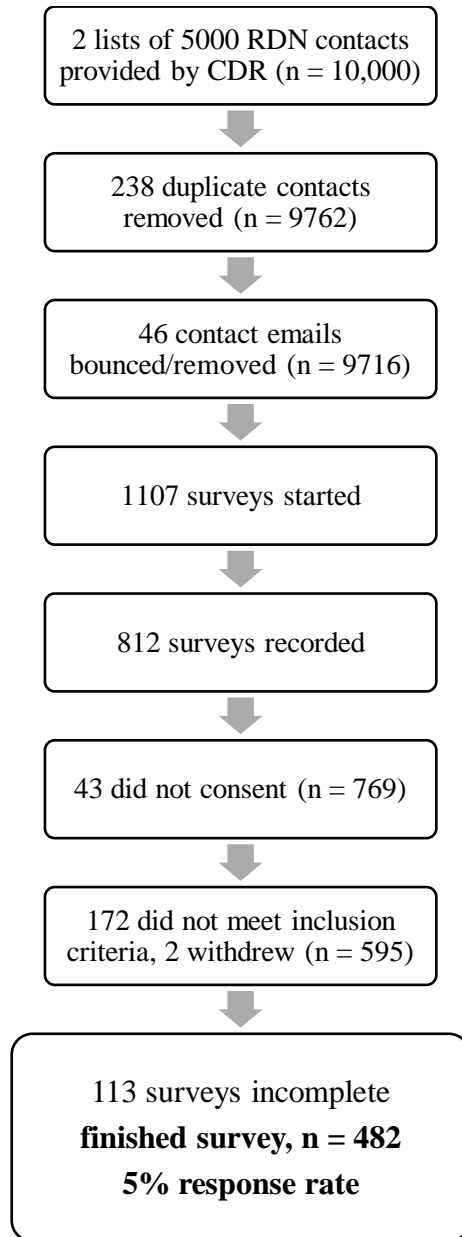 2 lists of 5000 RDN contacts
provided by CDR (n = 10,000)
238 duplicate contacts
removed (n = 9762)
46 contact emails
bounced/removed (n = 9716)
1107 surveys started
812 surveys recorded
43 did not consent (n = 769)
172 did not meet inclusion
criteria, 2 withdrew (n = 595)
113 surveys incomplete
finished survey, n = 482
5% response rate